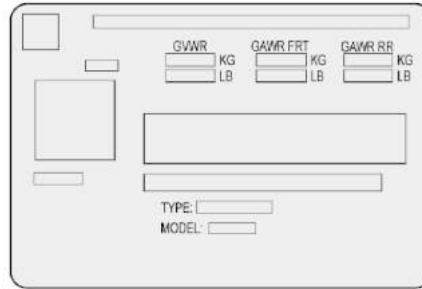 GVWR GAWR FRT GAWR RR
KG KG KG
LB LB LB
TYPE:
MODEL: